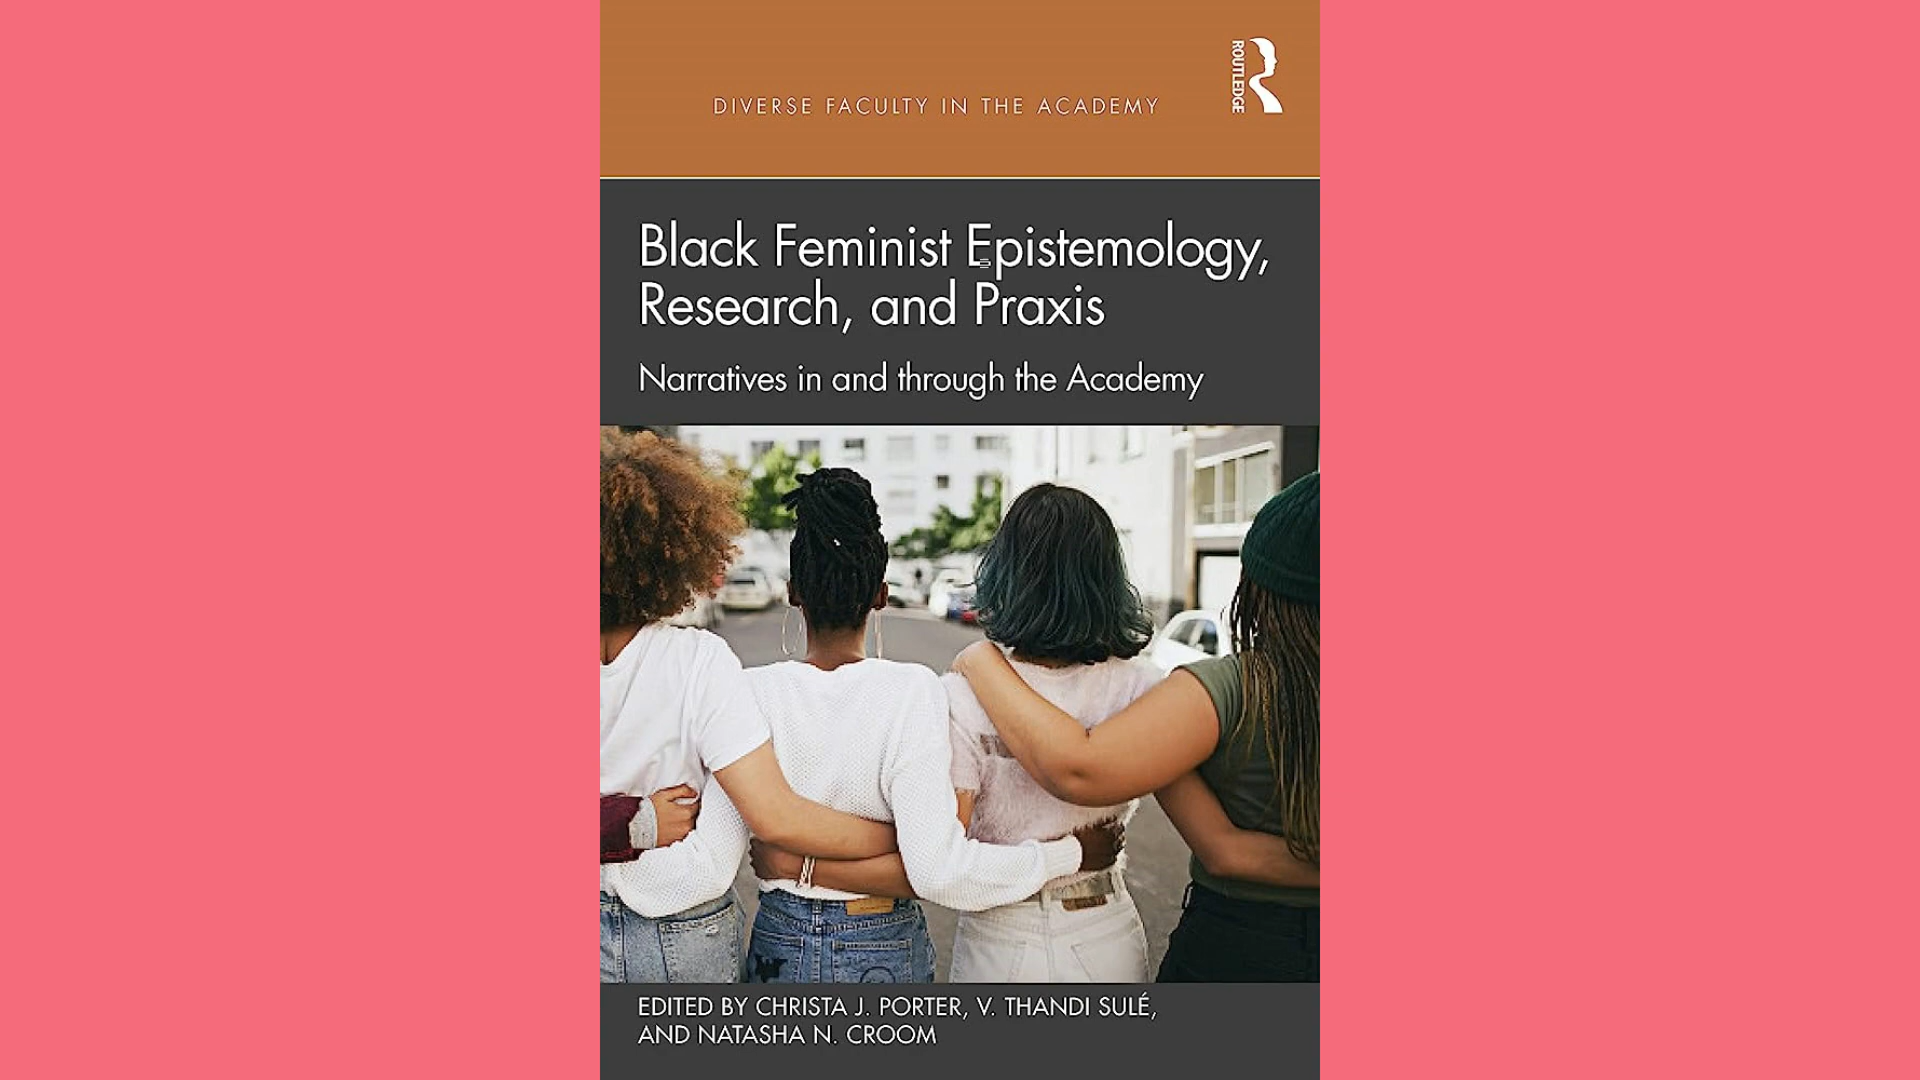 DIVERSE FACULTY IN THE ACADEMY
ROUTLEDGE
Black Feminist Epistemology,
Research, and Praxis
Narratives in and through the Academy
EDITED BY CHRISTA J. PORTER, V. THANDI SULÉ,
AND NATASHA N. CROOM